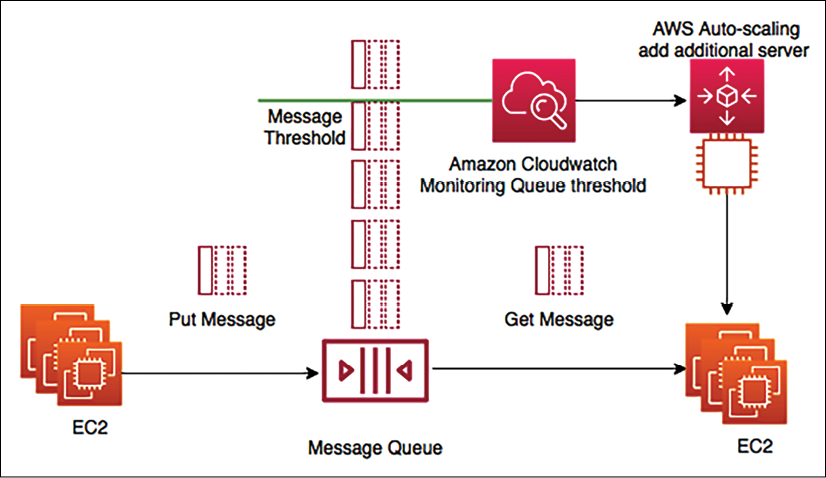 AWS Auto-scaling
add additional server
Message
Threshold
Amazon Cloudwatch
Monitoring Queue threshold
Put Message
Get Message
EC2
Message Queue
EC2